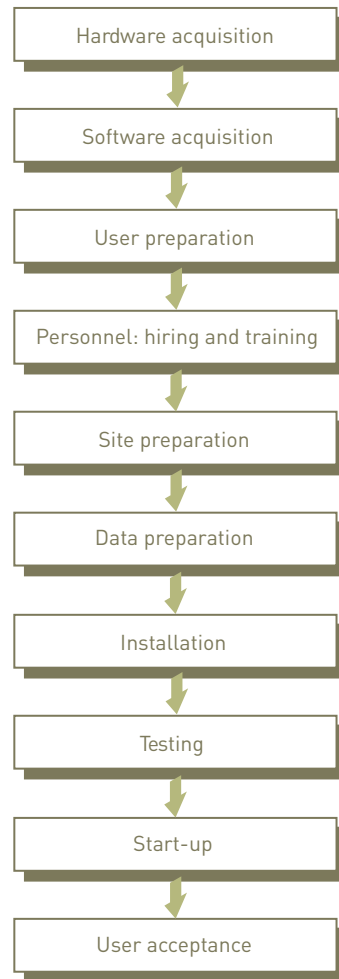 Hardware acquisition
Software acquisition
User preparation
Personnel: hiring and training
Site preparation
Data preparation
Installation
Testing
Start-up
User acceptance